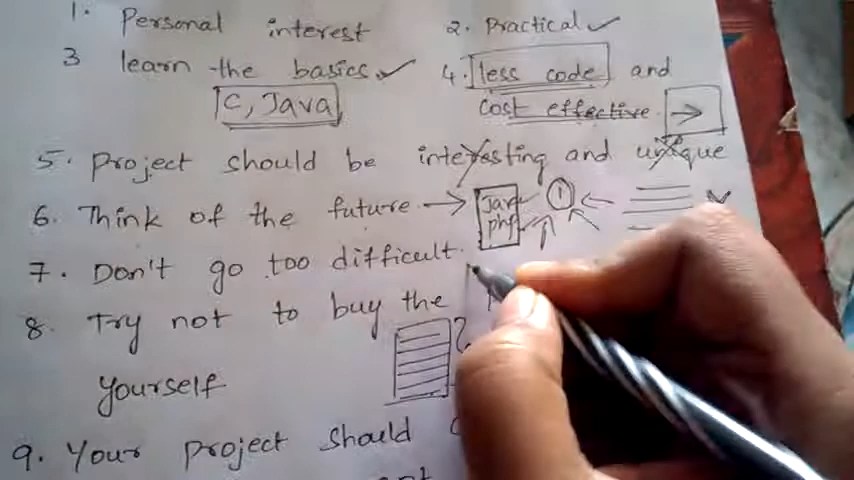 1. Personal interest 2. Practical
3 learn the basics 4. less code and
C, Java cost effective
5. Project should be interesting and unique
6. Think of the future → Java 1
php
7. Don't go too difficult.
8. Try not to buy the
yourself
9. Your project should